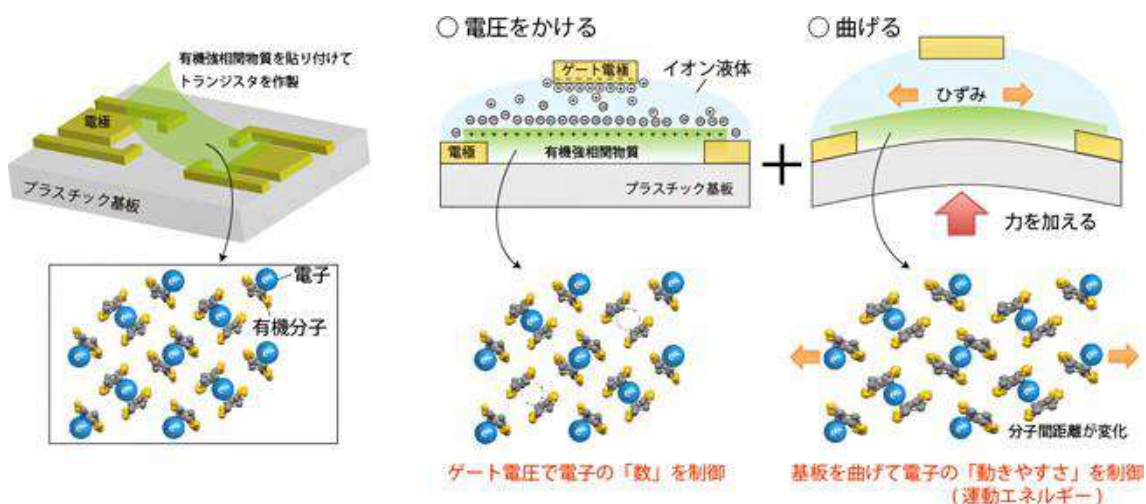 有機強相関物質を貼り付けて
トランジスタを作製
電極
プラスチック基板
電子
有機分子
○ 電圧をかける
ゲート電極
イオン液体
電極
有機強相関物質
プラスチック基板
ゲート電圧で電子の「数」を制御
+
○ 曲げる
ひずみ
力を加える
分子間距離が変化
基板を曲げて電子の「動きやすさ」を制御
(運動エネルギー)